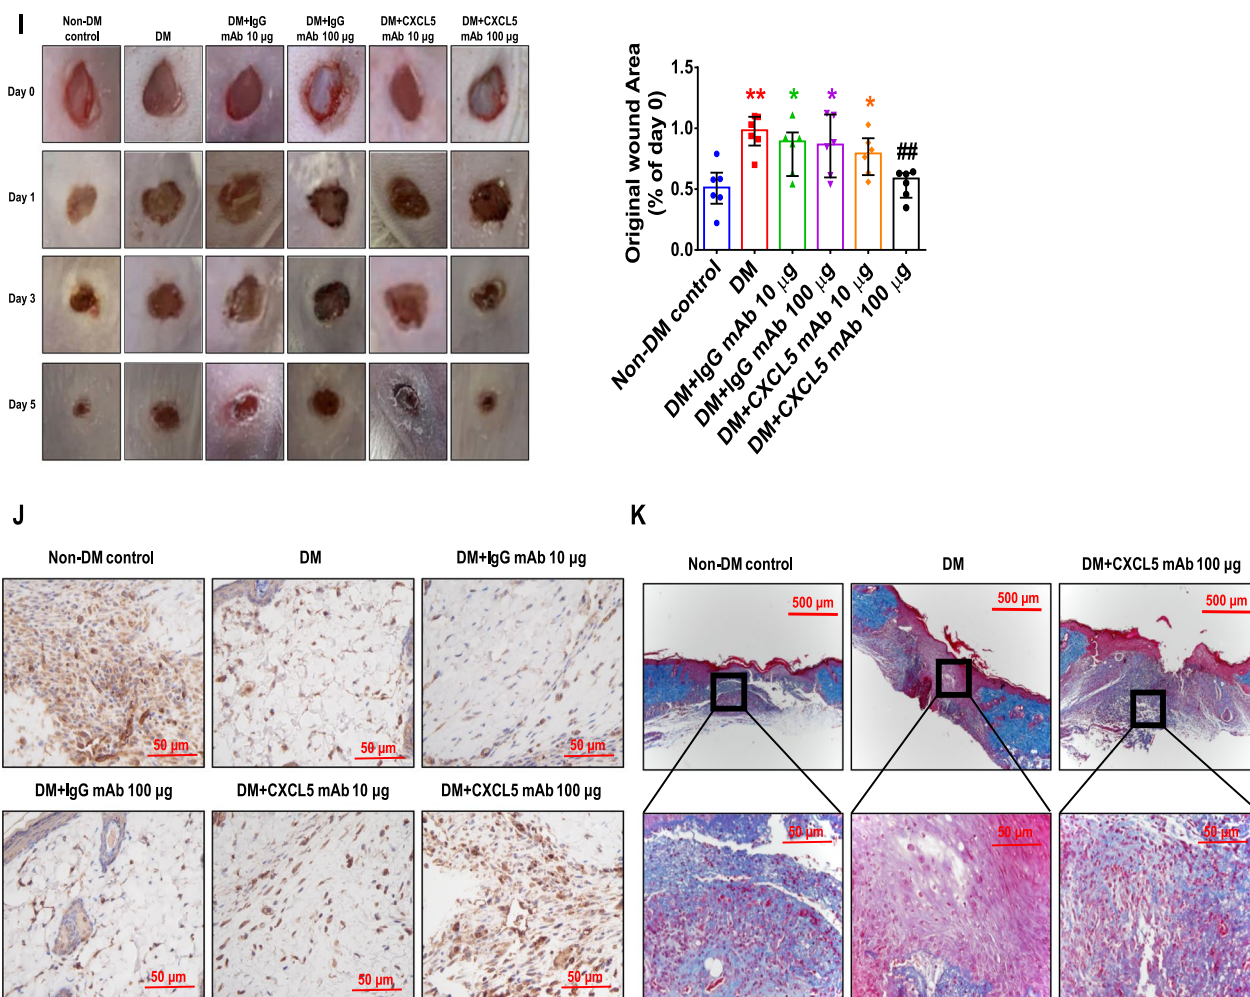 I
Non-DM
control
DM
DM+IgG
mAb 10 µg
DM+IgG
mAb 100 µg
DM+CXCL5
mAb 10 µg
DM+CXCL5
mAb 100 µg
Day 0
Day 1
Day 3
Day 5
Original wound Area
(% of day 0)
1.5
1.0
0.5
0.0
**
*
*
*
##
Non-DM control
DM
DM+IgG mAb 10 µg
DM+IgG mAb 100 µg
DM+CXCL5 mAb 10 µg
DM+CXCL5 mAb 100 µg
J
Non-DM control
DM
DM+IgG mAb 10 µg
50 µm
50 µm
50 µm
DM+IgG mAb 100 µg
DM+CXCL5 mAb 10 µg
DM+CXCL5 mAb 100 µg
50 µm
50 µm
50 µm
K
Non-DM control
DM
DM+CXCL5 mAb 100 µg
500 µm
500 µm
500 µm
50 µm
50 µm
50 µm